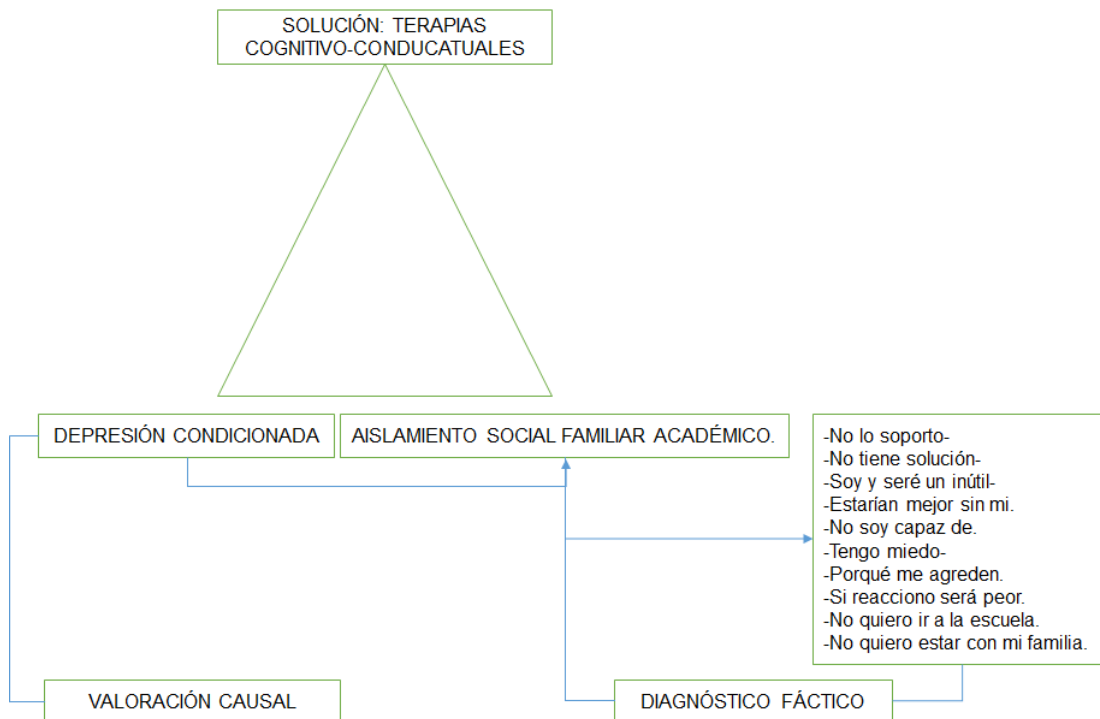 SOLUCIÓN: TERAPIAS
COGNITIVO-CONDUCATUALES
DEPRESIÓN CONDICIONADA
AISLAMIENTO SOCIAL FAMILIAR ACADÉMICO.
-No lo soporto-
-No tiene solución-
-Soy y seré un inútil-
-Estarían mejor sin mi.
-No soy capaz de.
-Tengo miedo-
-Porqué me agreden.
-Si reacciono será peor.
-No quiero ir a la escuela.
-No quiero estar con mi familia.
VALORACIÓN CAUSAL
DIAGNÓSTICO FÁCTICO